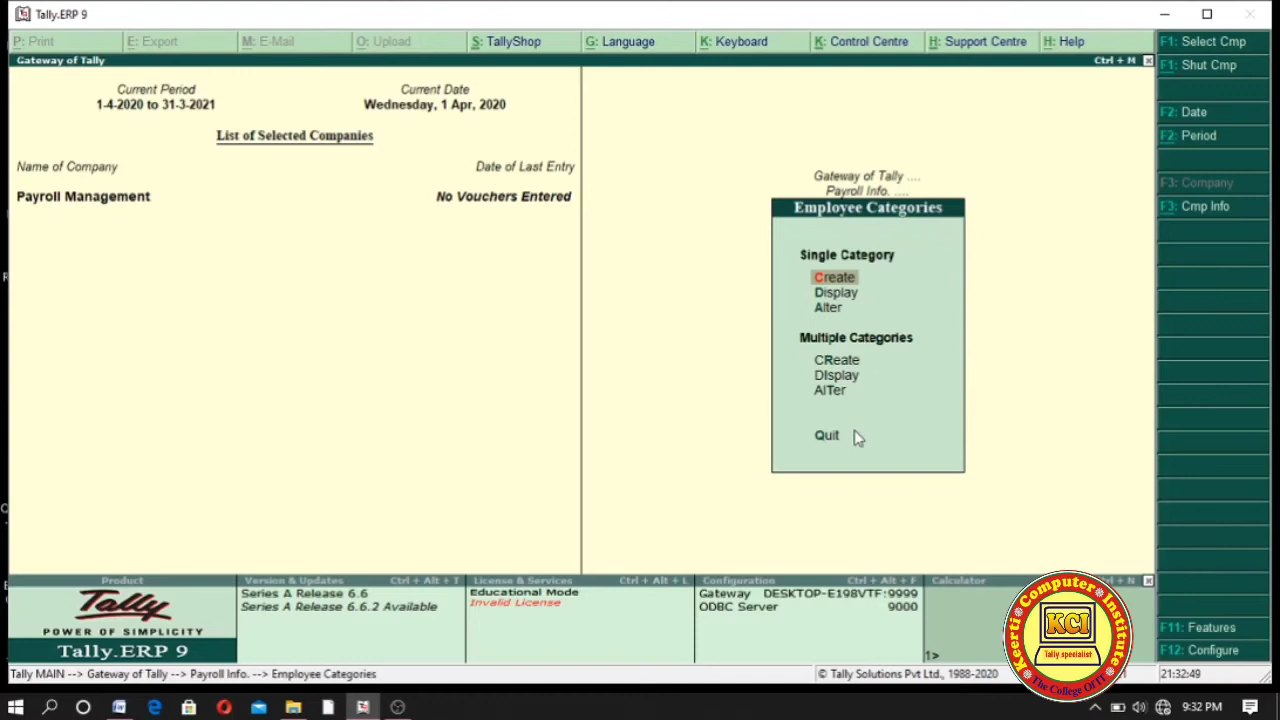 Tally.ERP 9
P: Print
E: Export
M: E-Mail
O: Upload
S: TallyShop
G: Language
K: Keyboard
K: Control Centre
H: Support Centre
H: Help
F1: Select Cmp
F1: Shut Cmp
F2: Date
F2: Period
F3: Company
F3: Cmp Info
F11: Features
F12: Configure
Gateway of Tally
Ctrl + M
Current Period
1-4-2020 to 31-3-2021
Current Date
Wednesday, 1 Apr, 2020
List of Selected Companies
Name of Company
Date of Last Entry
Payroll Management
No Vouchers Entered
Gateway of Tally ....
Payroll Info. ....
Employee Categories
Single Category
Create
Display
Alter
Multiple Categories
CReate
DIsplay
AlTer
Quit
Product
Tally
POWER OF SIMPLICITY
Tally.ERP 9
Version & Updates
Ctrl + Alt + T
Series A Release 6.6
Series A Release 6.6.2 Available
License & Services
Ctrl + Alt + L
Educational Mode
Invalid License
Configuration
Ctrl + Alt + F
Gateway DESKTOP-E198VTF:9999
ODBC Server 9000
Calculator
+ N
1>
Keerti Computer Institute
KCI
Tally specialist
The College Of IT
Tally MAIN --> Gateway of Tally --> Payroll Info. --> Employee Categories
© Tally Solutions Pvt Ltd., 1988-2020
21:32:49
9:32 PM